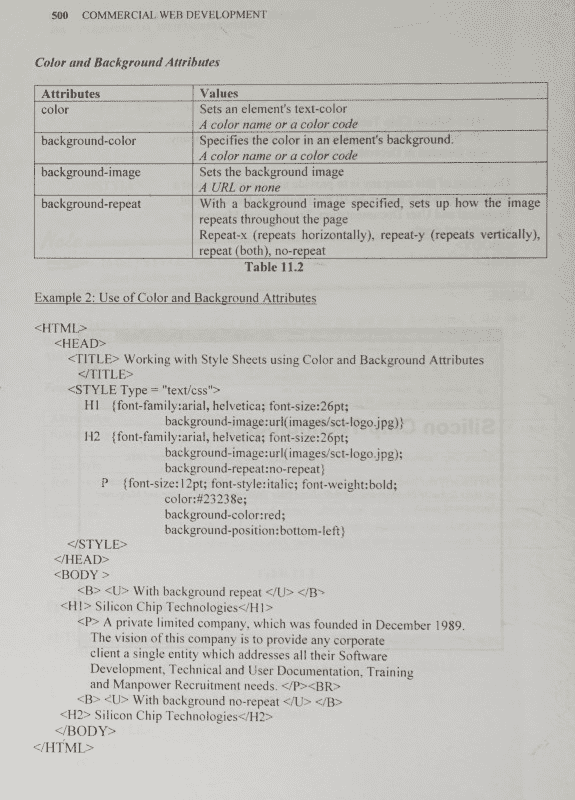 500 COMMERCIAL WEB DEVELOPMENT
Color and Background Attributes
Attributes Values
color Sets an element's text-color
A color name or a color code
background-color Specifies the color in an element's background.
A color name or a color code
background-image Sets the background image
A URL or none
background-repeat With a background image specified, sets up how the image
repeats throughout the page
Repeat-x (repeats horizontally), repeat-y (repeats vertically),
repeat (both), no-repeat
Table 11.2
Example 2: Use of Color and Background Attributes
<HTML>
<HEAD>
<TITLE> Working with Style Sheets using Color and Background Attributes
</TITLE>
<STYLE Type = "text/css">
H1 {font-family:arial, helvetica; font-size:26pt;
background-image:url(images/sct-logo.jpg)}
H2 {font-family:arial, helvetica; font-size:26pt;
background-image:url(images/sct-logo.jpg);
background-repeat:no-repeat}
P {font-size:12pt; font-style:italic; font-weight:bold;
color:#23238e;
background-color:red;
background-position:bottom-left}
</STYLE>
</HEAD>
<BODY >
<B> <U> With background repeat </U> </B>
<H1> Silicon Chip Technologies</H1>
<P> A private limited company, which was founded in December 1989.
The vision of this company is to provide any corporate
client a single entity which addresses all their Software
Development, Technical and User Documentation, Training
and Manpower Recruitment needs. </P><BR>
<B> <U> With background no-repeat </U> </B>
<H2> Silicon Chip Technologies</H2>
</BODY>
</HTML>